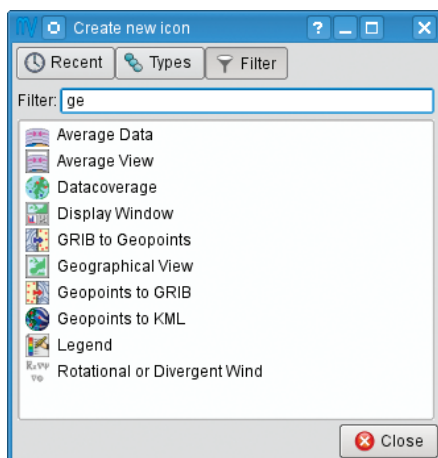 Create new icon
Recent Types Filter
Filter: ge
Average Data
Average View
Datacoverage
Display Window
GRIB to Geopoints
Geographical View
Geopoints to GRIB
Geopoints to KML
Legend
Rotational or Divergent Wind
Close